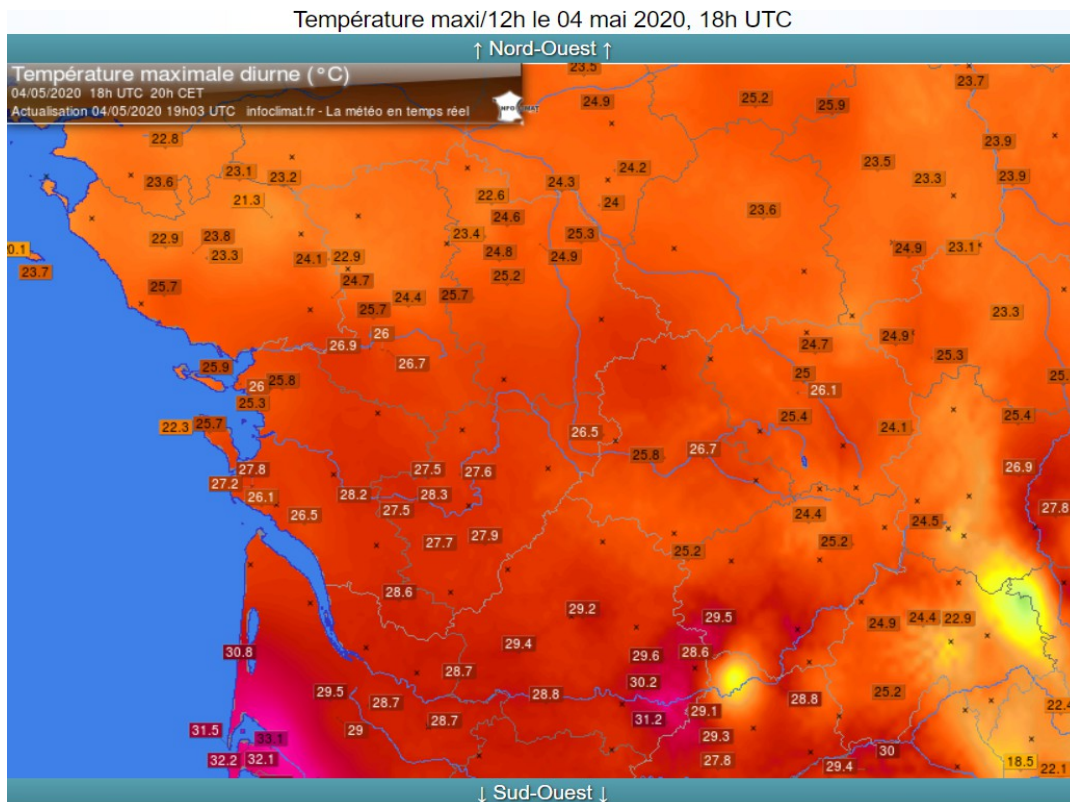 Température maxi/12h le 04 mai 2020, 18h UTC
↑ Nord-Ouest ↑
Température maximale diurne (°C)
04/05/2020 18h UTC 20h CET
Actualisation 04/05/2020 19h03 UTC infoclimat.fr - La météo en temps réel
23.5
23.7
24.9 25.2 25.9
22.8 23.9
24.2 23.5
23.1 23.2 23.6 24.3 23.3 23.9
21.3 22.6 24 23.6
24.6
22.9 23.8 23.4 25.3
23.3 24.1 22.9 24.8 24.9 24.9 23.1
23.7 24.7 25.2
25.7 24.4 25.7
25.7 23.3
26 24.9
26.9 24.7
26.7 25.3
25.9 25
26 25.8 26.1
25.3 25.4 25.4
22.3 25.7 26.5 24.1
25.8 26.7
27.8 27.5 27.6 26.9
27.2 26.1 28.2 28.3
26.5 27.5 24.4 27.8
24.5
27.7 27.9 25.2 25.2
28.6
29.2 29.5 24.9 24.4 22.9
30.8 29.4 29.6 28.6
28.7 30.2
29.5 28.7 28.8 28.8 25.2
31.2 29.1 22.4
31.5 29 28.7 29.3
33.1 30
32.2 32.1 27.8 29.4 18.5 22.1
↓ Sud-Ouest ↓